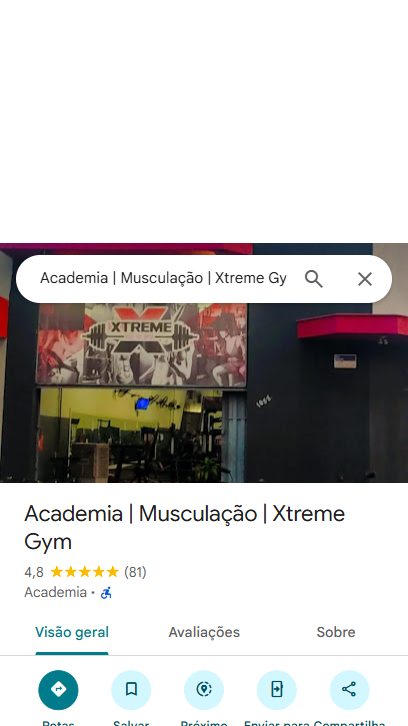 Academia | Musculação | Xtreme Gy
XTREME
Academia | Musculação | Xtreme
Gym
4,8 (81)
Academia ·
Visão geral Avaliações Sobre
Rotas Salvar Próximo Enviar para Compartilha